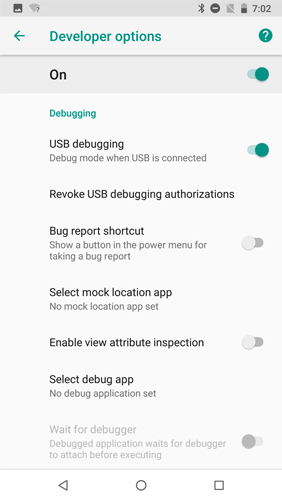 7:02
Developer options
?
On
Debugging
USB debugging
Debug mode when USB is connected
Revoke USB debugging authorizations
Bug report shortcut
Show a button in the power menu for
taking a bug report
Select mock location app
No mock location app set
Enable view attribute inspection
Select debug app
No debug application set
Wait for debugger
Debugged application waits for debugger
to attach before executing